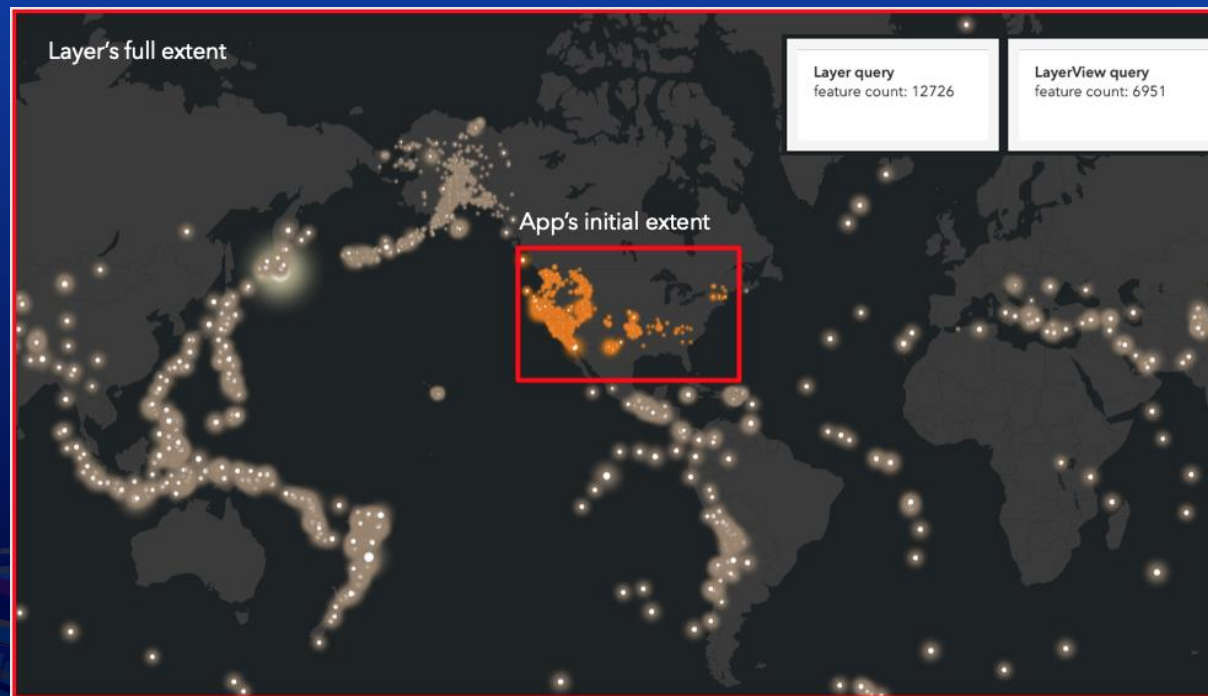 Layer's full extent
Layer query
feature count: 12726
LayerView query
feature count: 6951
App's initial extent